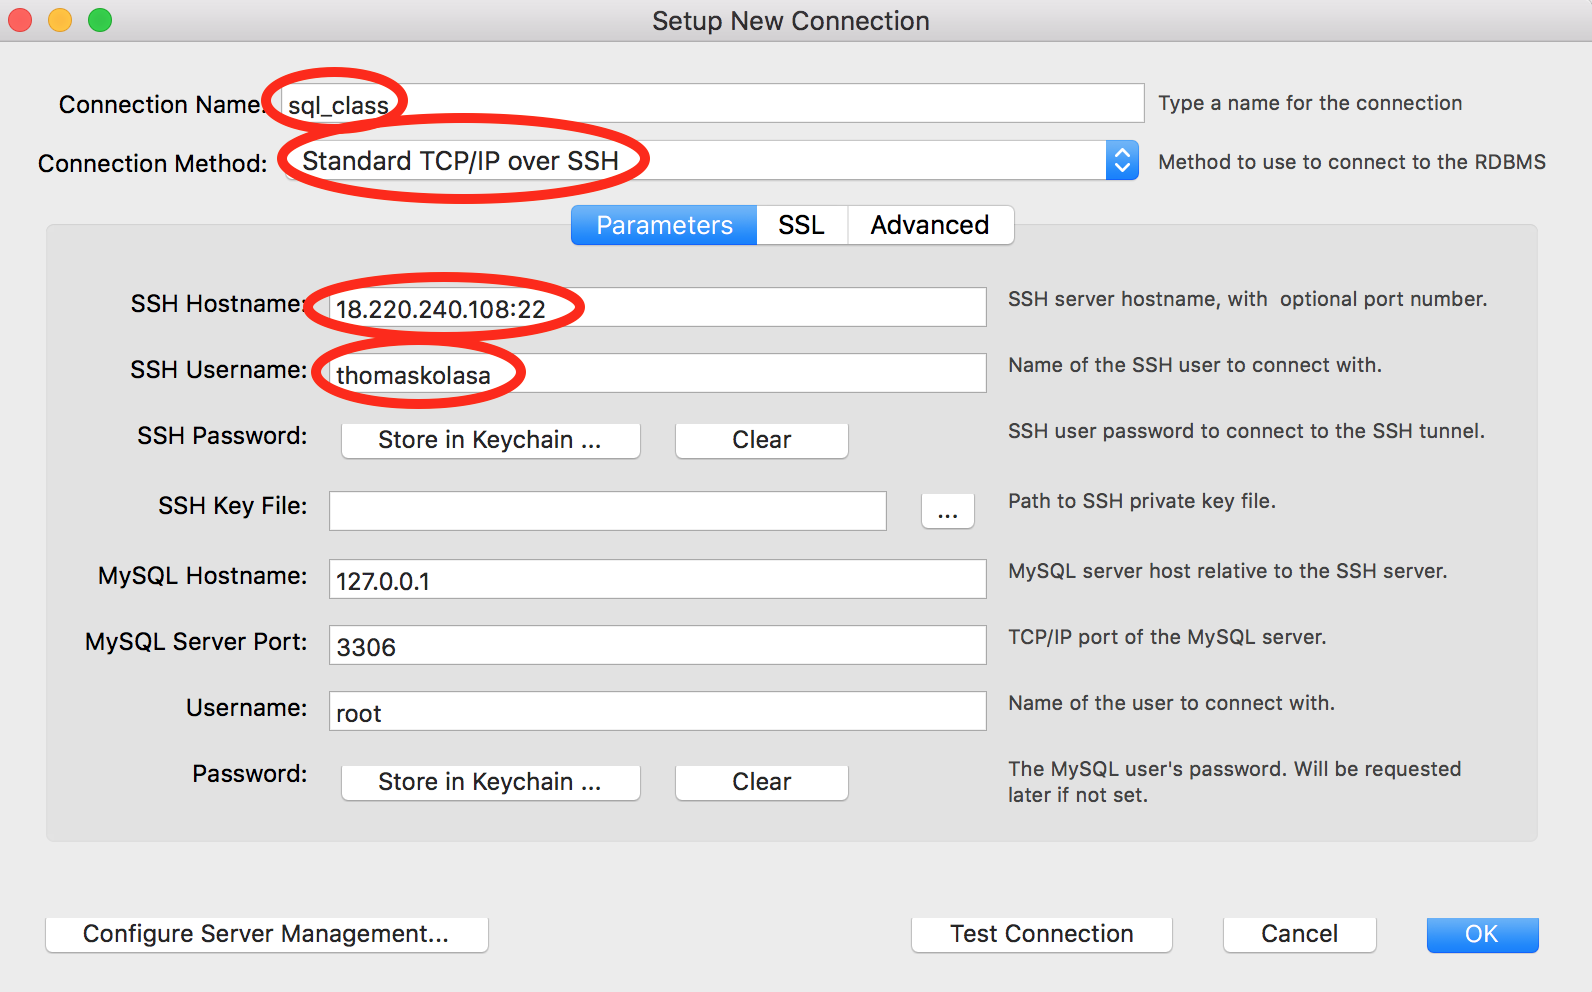 Setup New Connection
Connection Name: sql_class Type a name for the connection
Connection Method: Standard TCP/IP over SSH Method to use to connect to the RDBMS
Parameters SSL Advanced
SSH Hostname: 18.220.240.108:22 SSH server hostname, with optional port number.
SSH Username: thomaskolasa Name of the SSH user to connect with.
SSH Password: Store in Keychain ... Clear SSH user password to connect to the SSH tunnel.
SSH Key File: ... Path to SSH private key file.
MySQL Hostname: 127.0.0.1 MySQL server host relative to the SSH server.
MySQL Server Port: 3306 TCP/IP port of the MySQL server.
Username: root Name of the user to connect with.
Password: Store in Keychain ... Clear The MySQL user's password. Will be requested
later if not set.
Configure Server Management... Test Connection Cancel OK